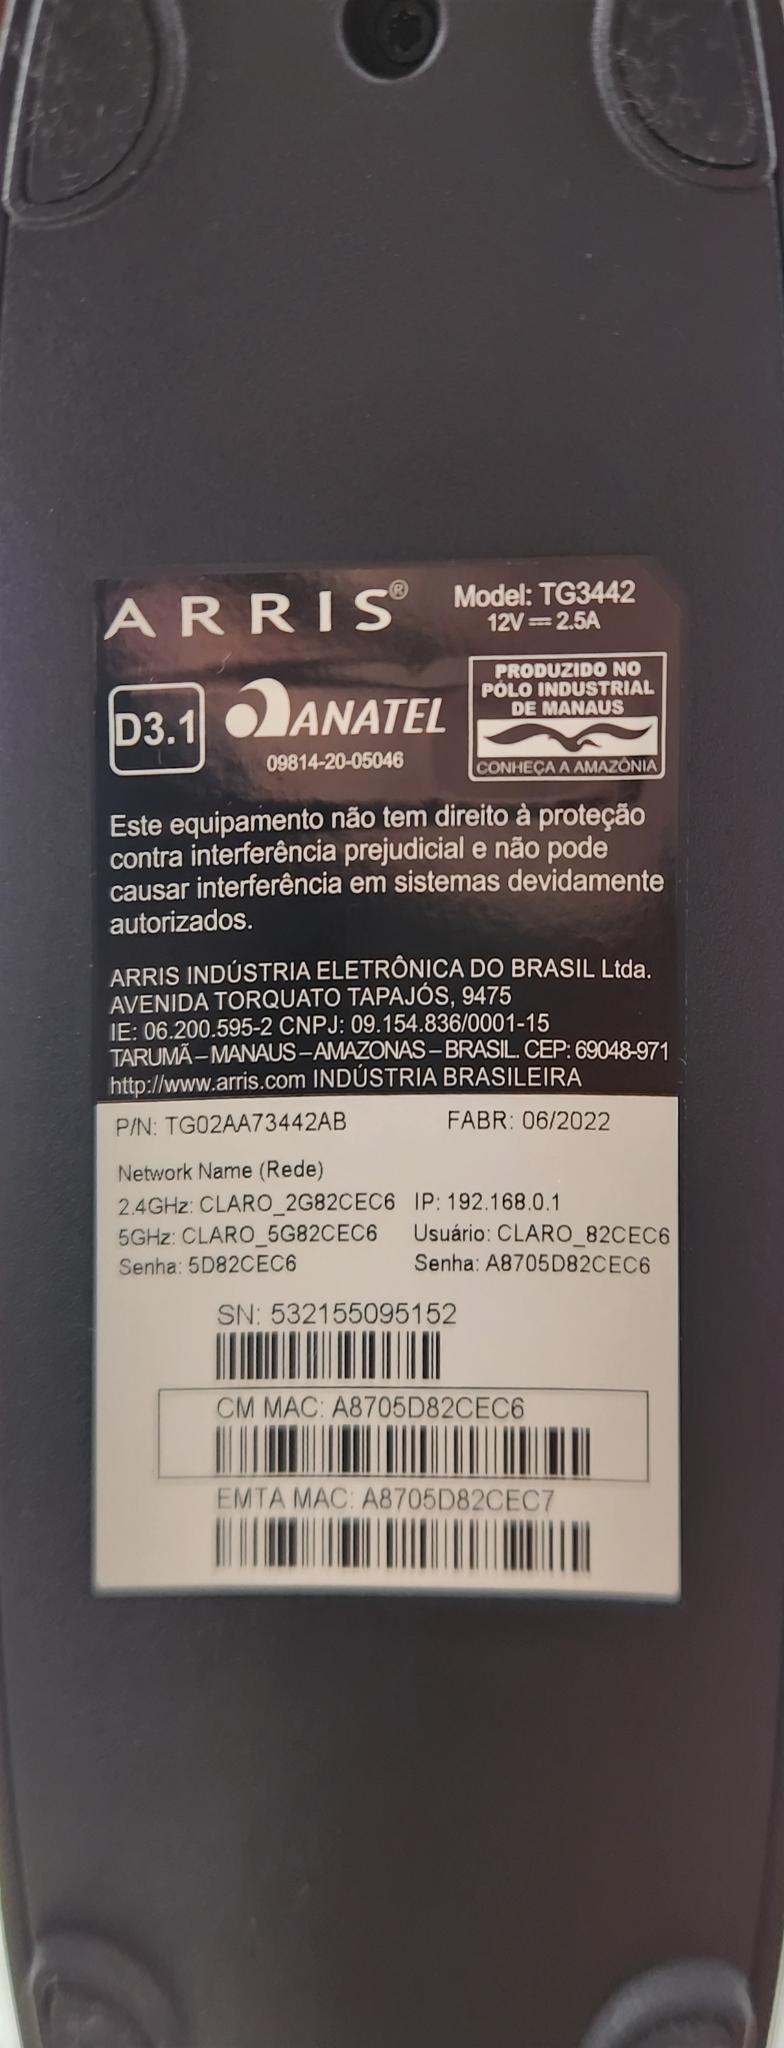 ARRIS®
Model: TG3442
12V ⎓ 2.5A
D3.1
ANATEL
09814-20-05046
PRODUZIDO NO
PÓLO INDUSTRIAL
DE MANAUS
CONHEÇA A AMAZÔNIA
Este equipamento não tem direito à proteção
contra interferência prejudicial e não pode
causar interferência em sistemas devidamente
autorizados.
ARRIS INDÚSTRIA ELETRÔNICA DO BRASIL Ltda.
AVENIDA TORQUATO TAPAJÓS, 9475
IE: 06.200.595-2 CNPJ: 09.154.836/0001-15
TARUMÃ – MANAUS – AMAZONAS – BRASIL. CEP: 69048-971
http://www.arris.com INDÚSTRIA BRASILEIRA
P/N: TG02AA73442AB FABR: 06/2022
Network Name (Rede)
2.4GHz: CLARO_2G82CEC6 IP: 192.168.0.1
5GHz: CLARO_5G82CEC6 Usuário: CLARO_82CEC6
Senha: 5D82CEC6 Senha: A8705D82CEC6
SN: 532155095152
CM MAC: A8705D82CEC6
EMTA MAC: A8705D82CEC7